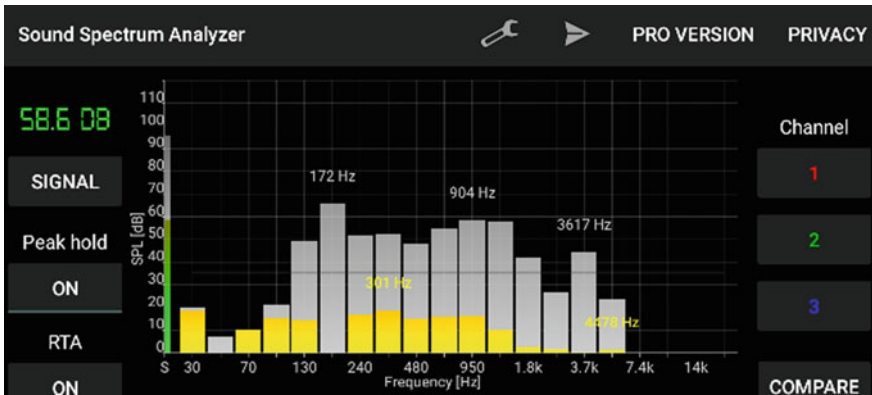 Sound Spectrum Analyzer
PRO VERSION
PRIVACY
58.6 DB
SIGNAL
Peak hold
ON
RTA
ON
SPL [dB]
110
100
90
80
70
60
50
40
30
20
10
0
172 Hz
904 Hz
3617 Hz
301 Hz
4478 Hz
S 30 70 130 240 480 950 1.8k 3.7k 7.4k 14k
Frequency [Hz]
Channel
1
2
3
COMPARE